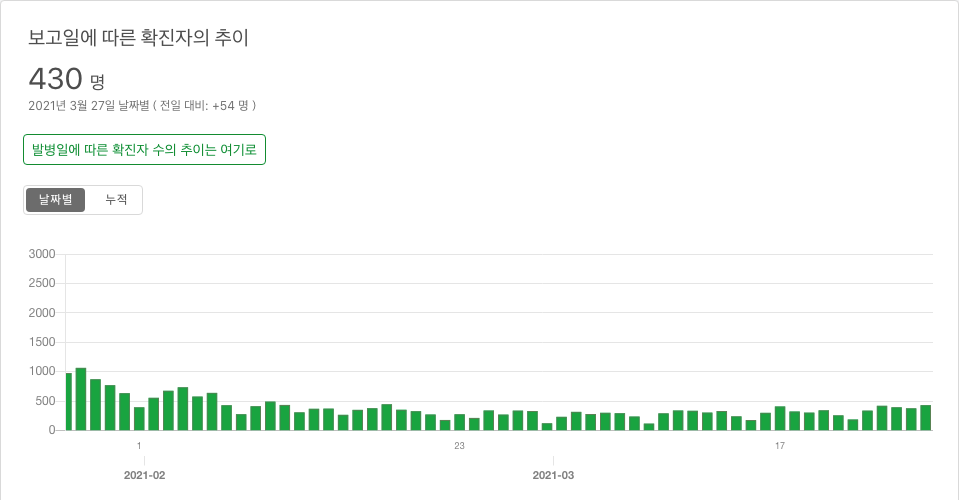 보고일에 따른 확진자의 추이
430 명
2021년 3월 27일 날짜별 ( 전일 대비: +54 명 )
발병일에 따른 확진자 수의 추이는 여기로
날짜별 누적
3000
2500
2000
1500
1000
500
0
1 23 17
2021-02 2021-03